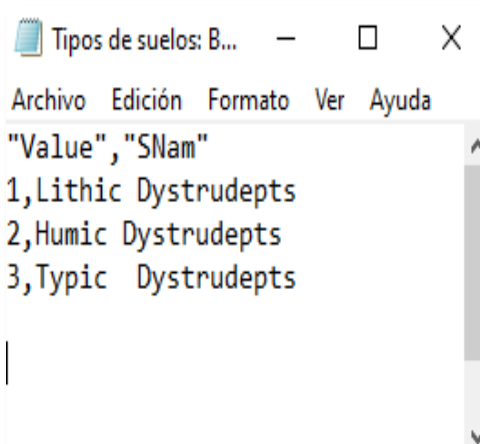 Tipos de suelos: B...
Archivo Edición Formato Ver Ayuda
"Value","SNam"
1,Lithic Dystrudepts
2,Humic Dystrudepts
3,Typic  Dystrudepts